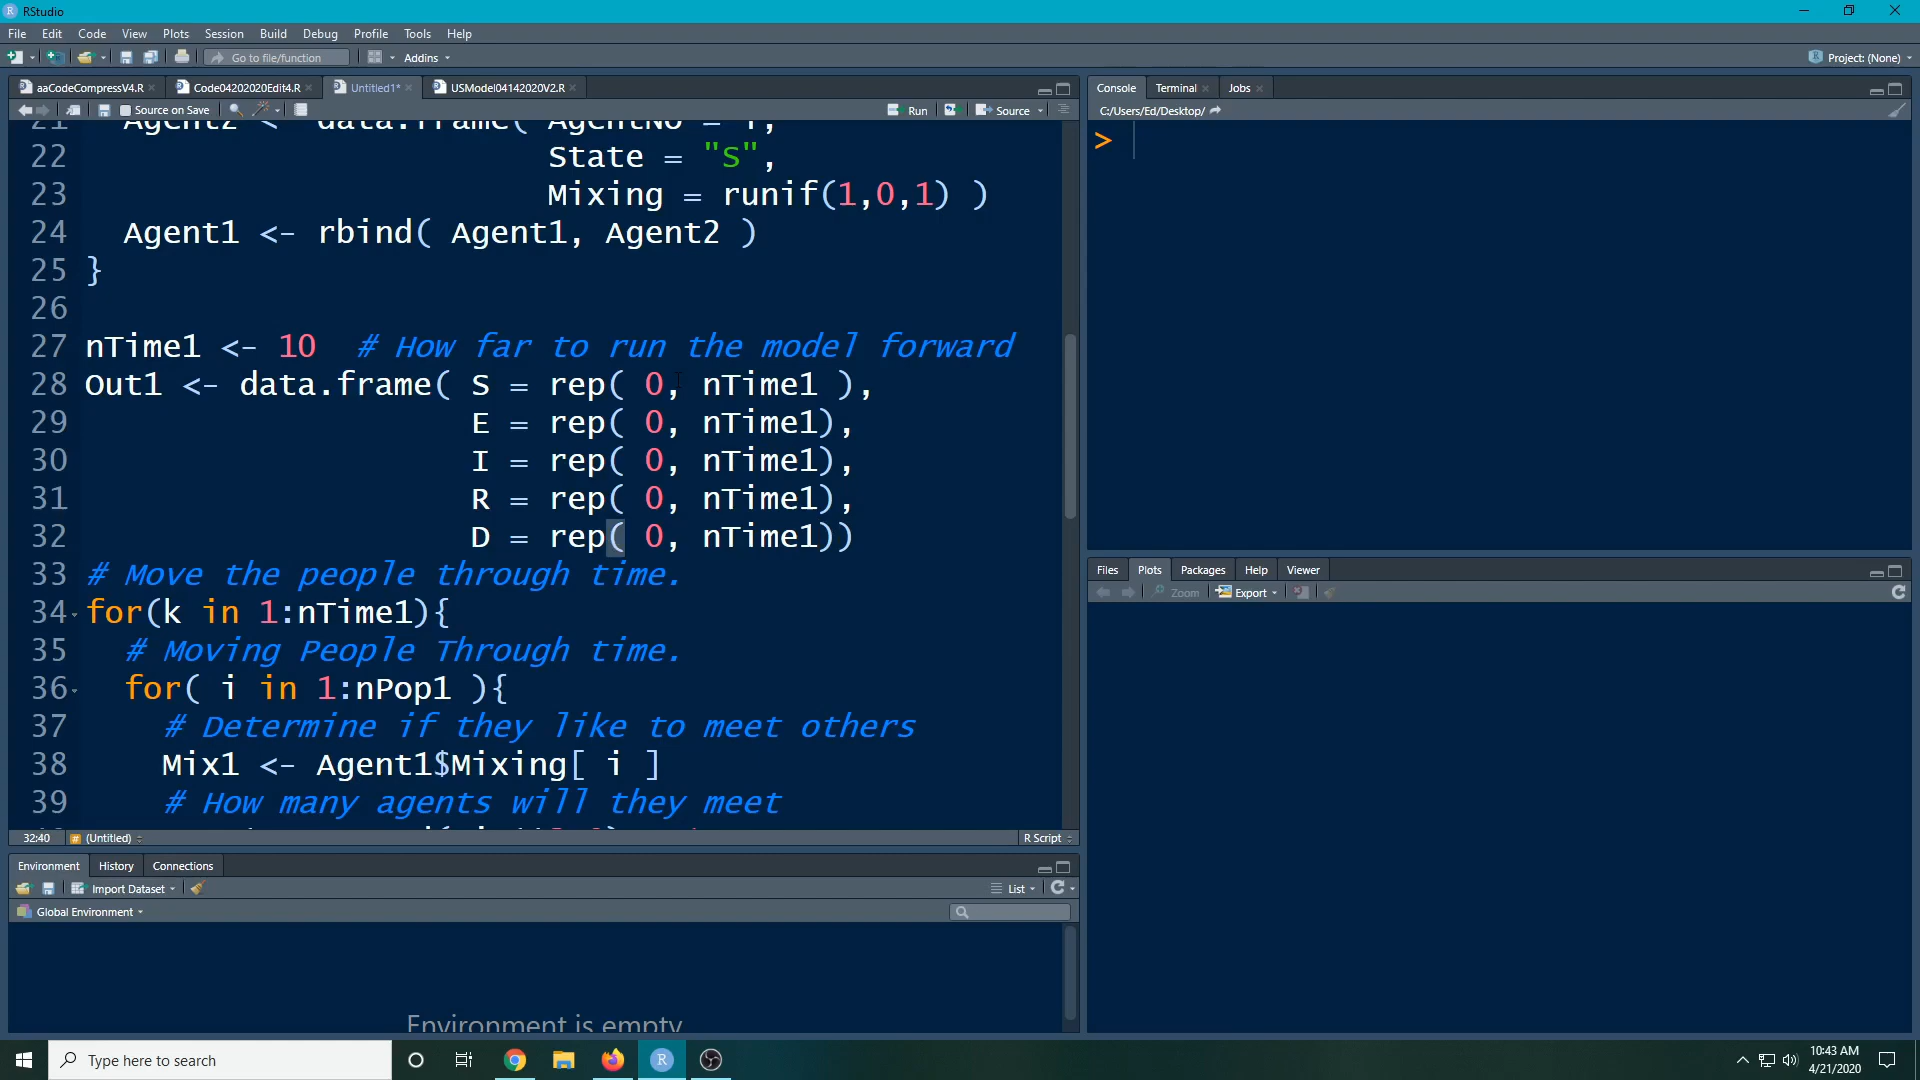 RStudio
File Edit Code View Plots Session Build Debug Profile Tools Help
Go to file/function Addins Project: (None)
aaCodeCompressV4.R Code04202020Edit4.R Untitled1* USModel04142020V2.R
Source on Save Run Source
22 State = "S",
23 Mixing = runif(1,0,1) )
24 Agent1 <- rbind( Agent1, Agent2 )
25 }
26
27 nTime1 <- 10 # How far to run the model forward
28 Out1 <- data.frame( S = rep( 0, nTime1 ),
29 E = rep( 0, nTime1),
30 I = rep( 0, nTime1),
31 R = rep( 0, nTime1),
32 D = rep( 0, nTime1))
33 # Move the people through time.
34 for(k in 1:nTime1){
35 # Moving People Through time.
36 for( i in 1:nPop1 ){
37 # Determine if they like to meet others
38 Mix1 <- Agent1$Mixing[ i ]
39 # How many agents will they meet
32:40 # (Untitled) R Script
Environment History Connections
Import Dataset List
Global Environment
Environment is empty
Console Terminal Jobs
C:/Users/Ed/Desktop/
>
Files Plots Packages Help Viewer
Zoom Export
Type here to search
10:43 AM
4/21/2020